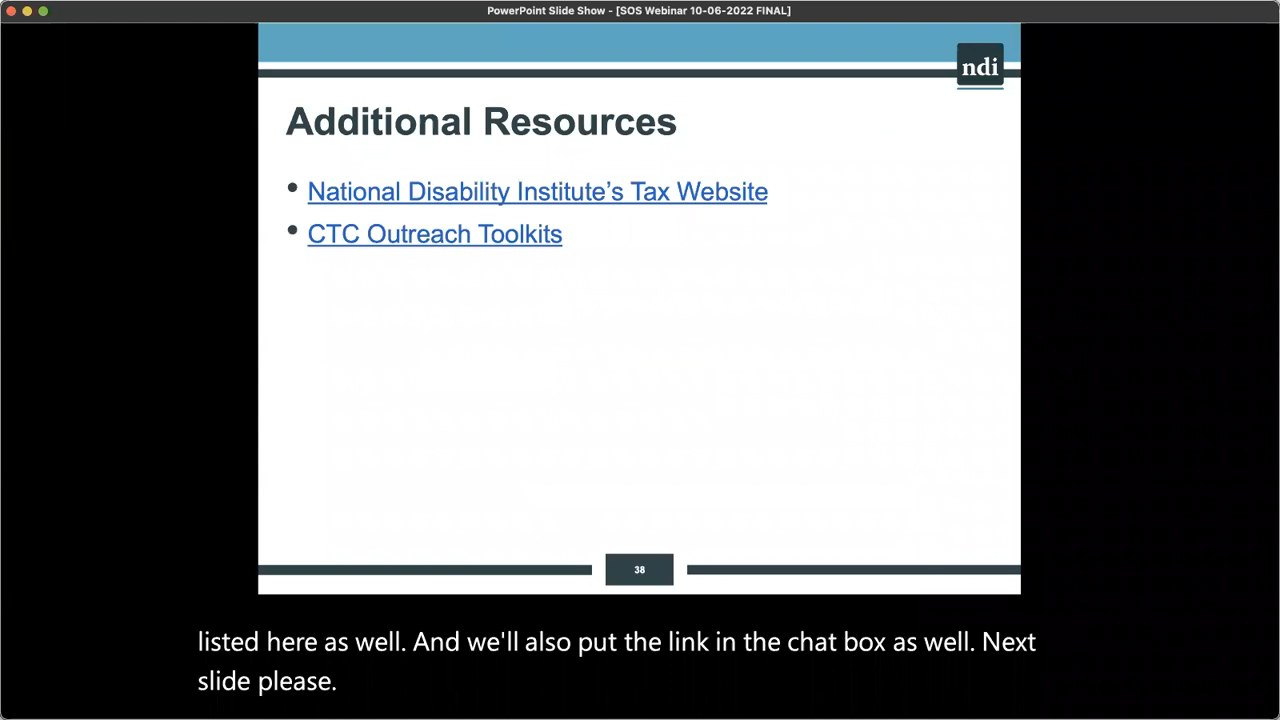 PowerPoint Slide Show - [SOS Webinar 10-06-2022 FINAL]
ndi
Additional Resources
• National Disability Institute’s Tax Website
• CTC Outreach Toolkits
38
listed here as well. And we'll also put the link in the chat box as well. Next
slide please.